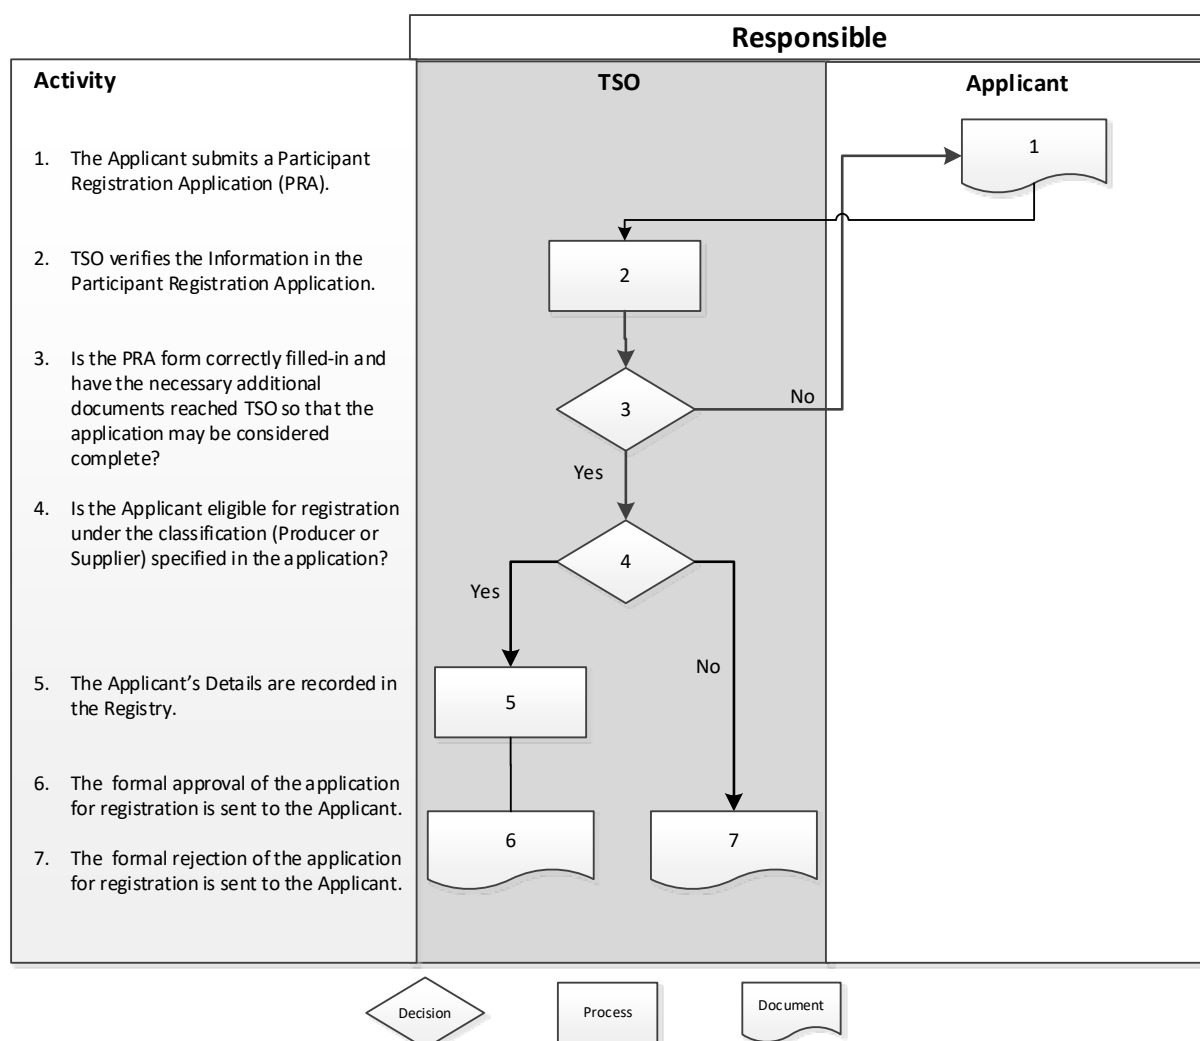 Responsible
Activity
TSO
Applicant
1. The Applicant submits a Participant
Registration Application (PRA).
2. TSO verifies the Information in the
Participant Registration Application.
3. Is the PRA form correctly filled-in and
have the necessary additional
documents reached TSO so that the
application may be considered
complete?
4. Is the Applicant eligible for registration
under the classification (Producer or
Supplier) specified in the application?
5. The Applicant’s Details are recorded in
the Registry.
6. The formal approval of the application
for registration is sent to the Applicant.
7. The formal rejection of the application
for registration is sent to the Applicant.
1
2
3
No
Yes
4
Yes
No
5
6
7
Decision
Process
Document